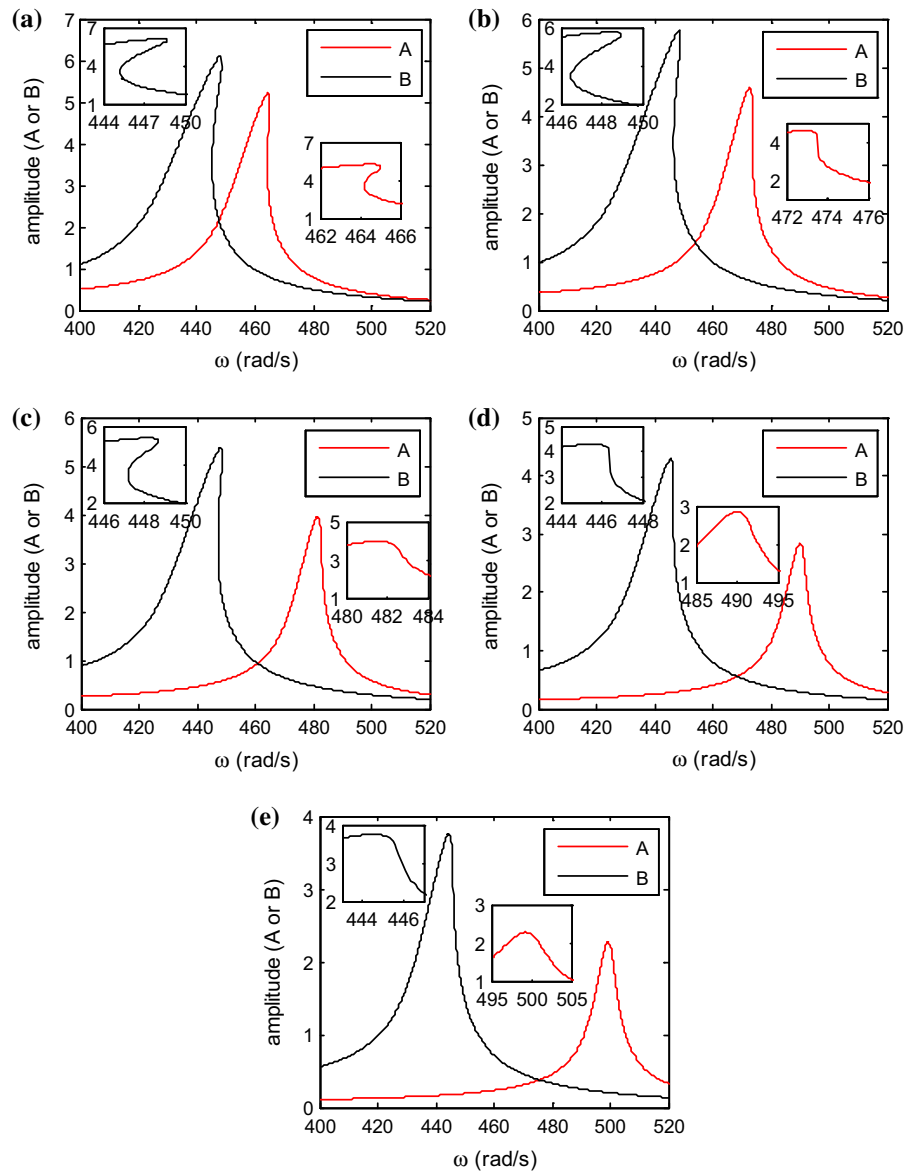 (a)
7
6
5
4
3
2
1
0
amplitude (A or B)
7
4
1
444 447 450
A
B
7
4
1
462 464 466
400 420 440 460 480 500 520
ω (rad/s)
(b)
6
5
4
3
2
1
0
amplitude (A or B)
6
4
2
446 448 450
A
B
4
2
472 474 476
400 420 440 460 480 500 520
ω (rad/s)
(c)
6
5
4
3
2
1
0
amplitude (A or B)
6
4
2
446 448 450
A
B
5
3
1
480 482 484
400 420 440 460 480 500 520
ω (rad/s)
(d)
5
4
3
2
1
0
amplitude (A or B)
5
4
3
2
444 446 448
A
B
3
2
1
485 490 495
400 420 440 460 480 500 520
ω (rad/s)
(e)
4
3
2
1
0
amplitude (A or B)
4
3
2
444 446
A
B
3
2
1
495 500 505
400 420 440 460 480 500 520
ω (rad/s)